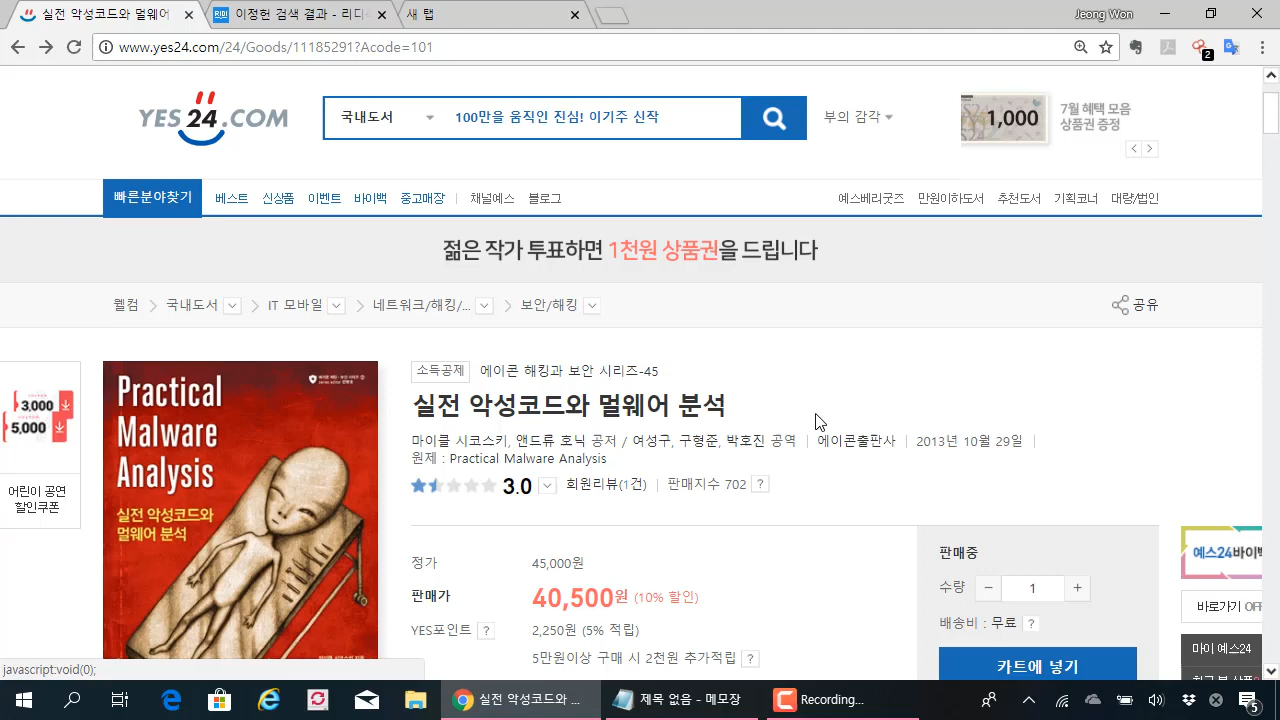 실전 악성코드와 멀웨어
이정헌 검색 결과 - 리디
새 탭
Jeong Won
www.yes24.com/24/Goods/11185291?Acode=101
2
YES24.COM
국내도서
100만을 움직인 진심! 이기주 신작
부의 감각
1,000
7월 혜택 모음
상품권 증정
빠른분야찾기
베스트
신상품
이벤트
바이백
중고매장
채널예스
블로그
예스베리굿즈
만원이하도서
추천도서
기획코너
대량/법인
젊은 작가 투표하면 1천원 상품권을 드립니다
웰컴
국내도서
IT 모바일
네트워크/해킹/...
보안/해킹
공유
3,000
5,000
어린이 공연
할인쿠폰
Practical
Malware
Analysis
실전 악성코드와
멀웨어 분석
소득공제
에이콘 해킹과 보안 시리즈-45
실전 악성코드와 멀웨어 분석
마이클 시코스키, 앤드류 호닉 공저 / 여성구, 구형준, 박호진 공역
에이콘출판사
2013년 10월 29일
원제 : Practical Malware Analysis
3.0
회원리뷰(1건)
판매지수 702
?
정가
45,000원
판매가
40,500원 (10% 할인)
YES포인트
?
2,250원 (5% 적립)
5만원이상 구매 시 2천원 추가적립
?
판매중
수량
−
1
+
배송비 : 무료
?
카트에 넣기
예스24바이백
바로가기 OFF
마이 예스24
javascript:void(0);
실전 악성코드와 ...
제목 없음 - 메모장
Recording...
5